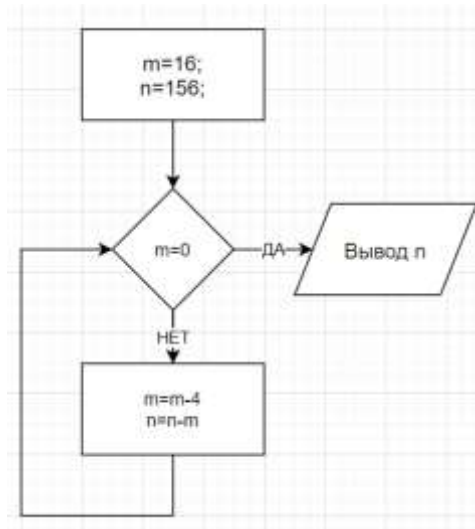 m=16;
n=156;
m=0
ДА
Вывод n
НЕТ
m=m-4
n=n-m